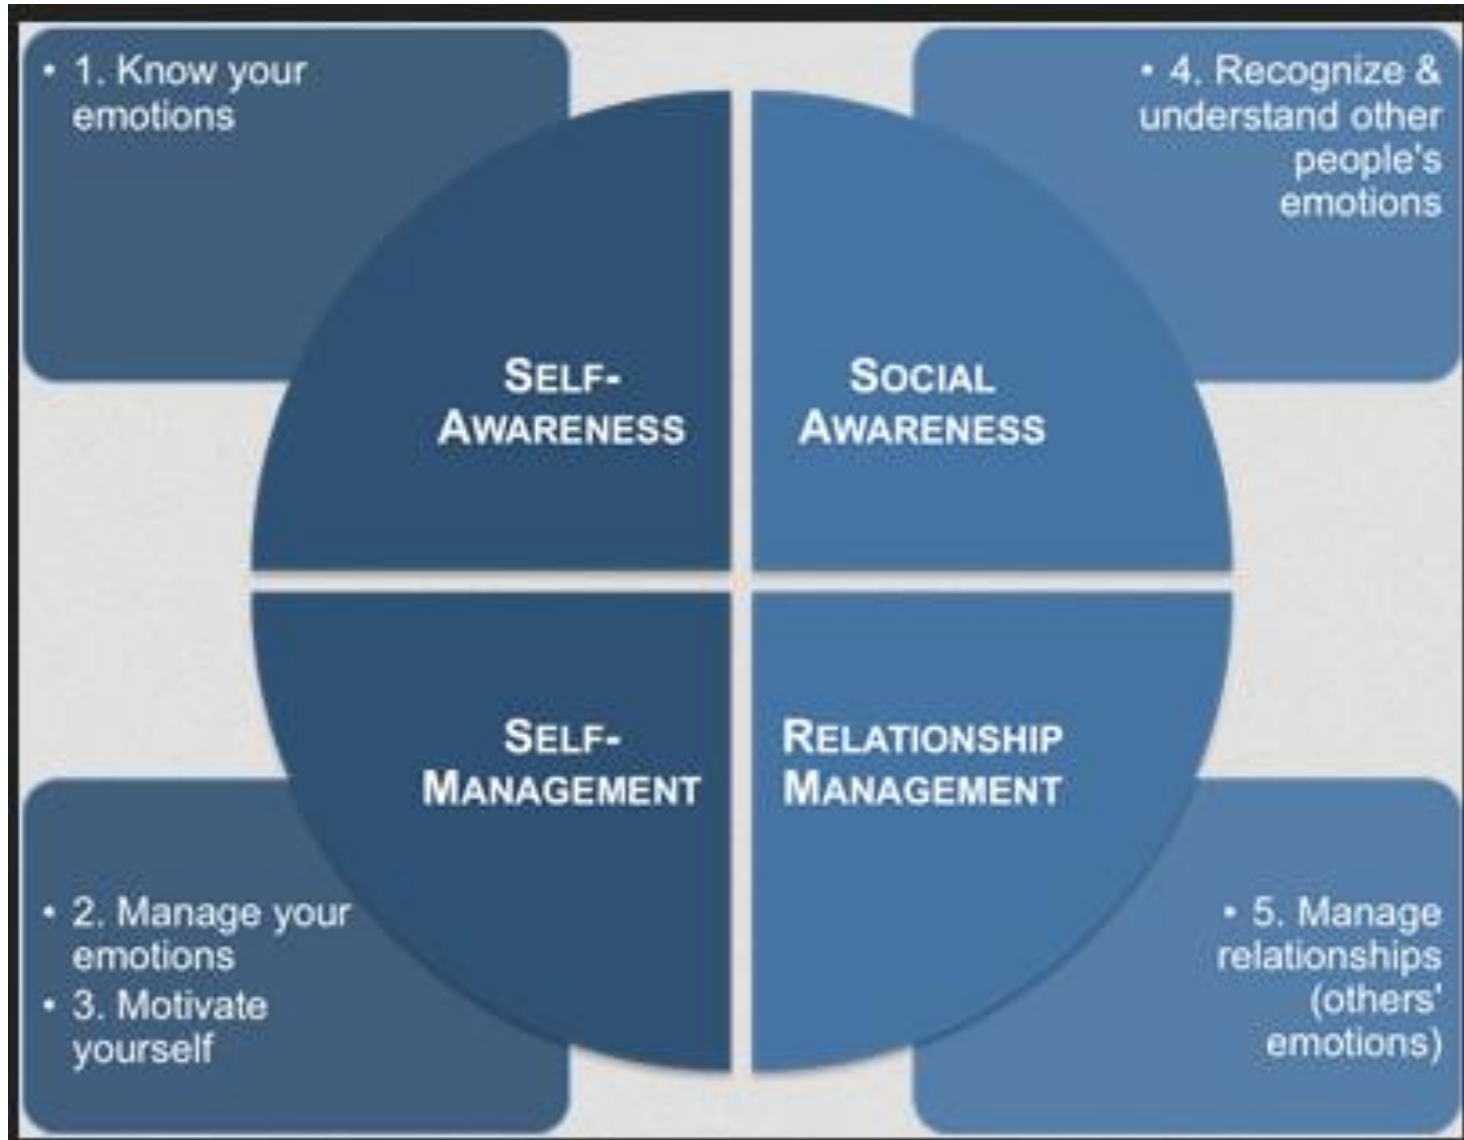 • 1. Know your
emotions
• 4. Recognize &
understand other
people's
emotions
SELF-
AWARENESS
SOCIAL
AWARENESS
SELF-
MANAGEMENT
RELATIONSHIP
MANAGEMENT
• 2. Manage your
emotions
• 3. Motivate
yourself
• 5. Manage
relationships
(others'
emotions)